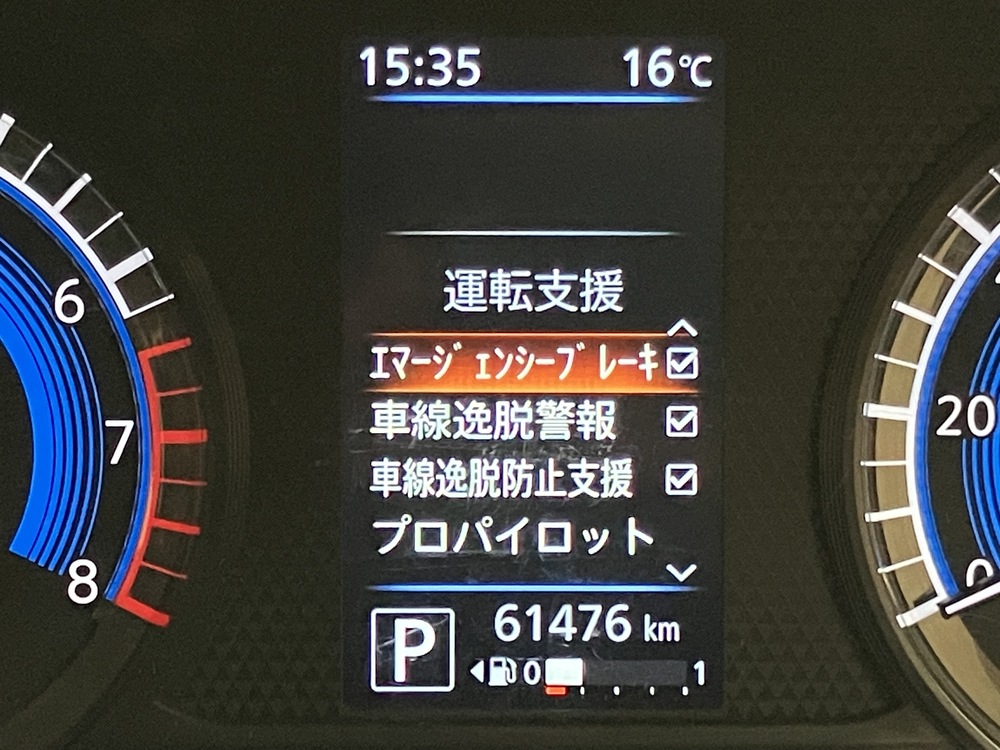 15:35 16℃
運転支援
ｴﾏｰｼﾞｪﾝｼｰﾌﾞﾚｰｷ
車線逸脱警報
車線逸脱防止支援
プロパイロット
P
61476 km
0 1
6
7
8
20
0